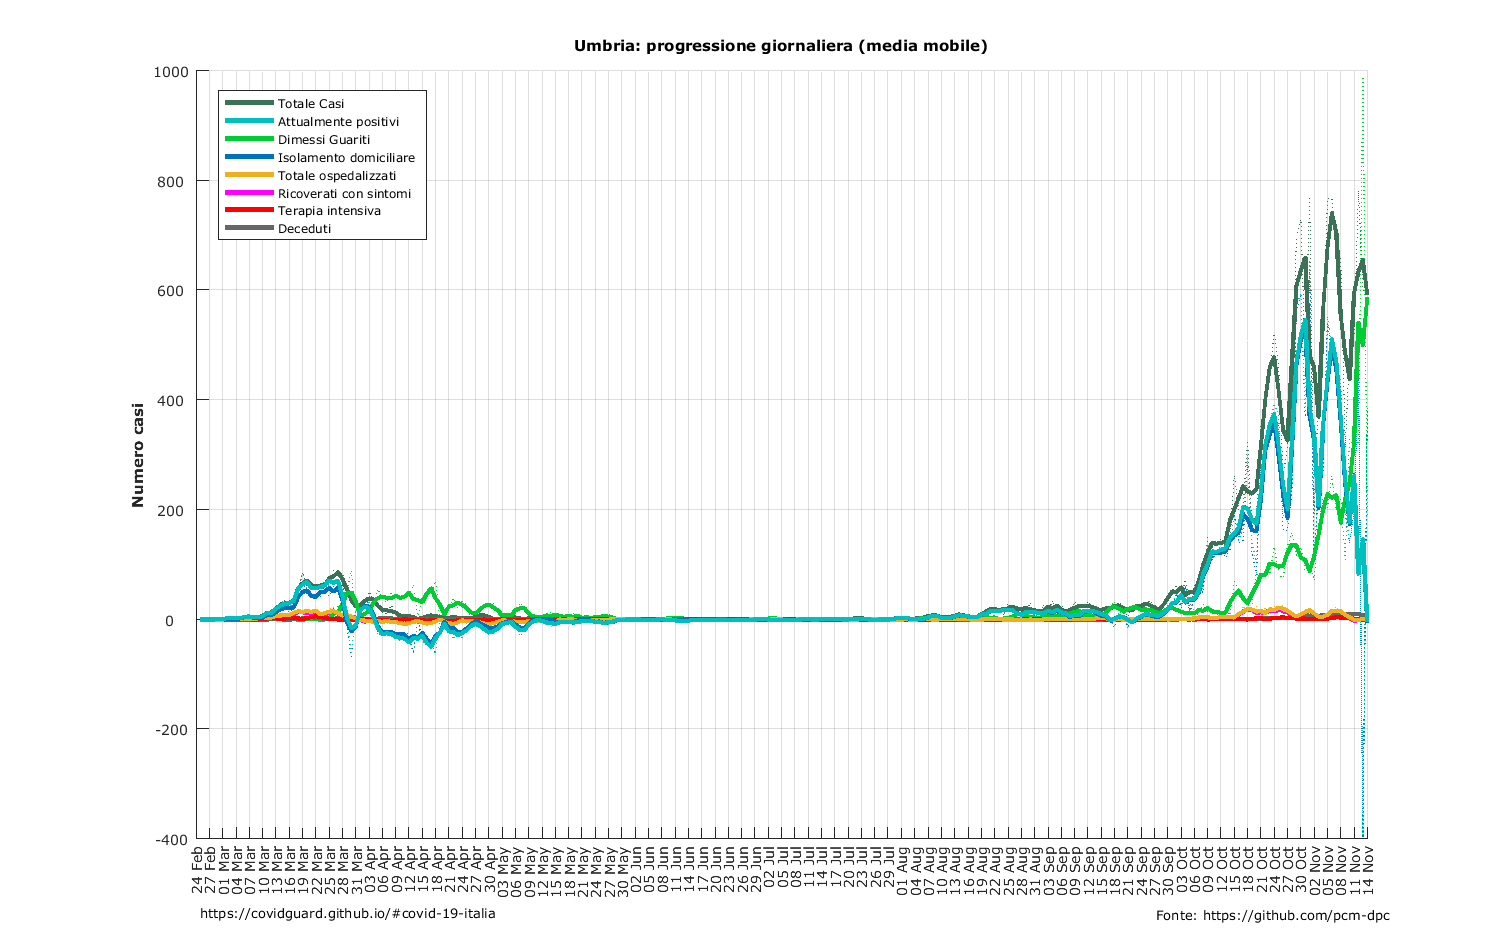 Umbria: progressione giornaliera (media mobile)
1000
800
600
400
200
0
-200
-400
Numero casi
Totale Casi
Attualmente positivi
Dimessi Guariti
Isolamento domiciliare
Totale ospedalizzati
Ricoverati con sintomi
Terapia intensiva
Deceduti
24 Feb
27 Feb
01 Mar
04 Mar
07 Mar
10 Mar
13 Mar
16 Mar
19 Mar
22 Mar
25 Mar
28 Mar
31 Mar
03 Apr
06 Apr
09 Apr
12 Apr
15 Apr
18 Apr
21 Apr
24 Apr
27 Apr
30 Apr
03 May
06 May
09 May
12 May
15 May
18 May
21 May
24 May
27 May
30 May
02 Jun
05 Jun
08 Jun
11 Jun
14 Jun
17 Jun
20 Jun
23 Jun
26 Jun
29 Jun
02 Jul
05 Jul
08 Jul
11 Jul
14 Jul
17 Jul
20 Jul
23 Jul
26 Jul
29 Jul
01 Aug
04 Aug
07 Aug
10 Aug
13 Aug
16 Aug
19 Aug
22 Aug
25 Aug
28 Aug
31 Aug
03 Sep
06 Sep
09 Sep
12 Sep
15 Sep
18 Sep
21 Sep
24 Sep
27 Sep
30 Sep
03 Oct
06 Oct
09 Oct
12 Oct
15 Oct
18 Oct
21 Oct
24 Oct
27 Oct
30 Oct
02 Nov
05 Nov
08 Nov
11 Nov
14 Nov
https://covidguard.github.io/#covid-19-italia
Fonte: https://github.com/pcm-dpc